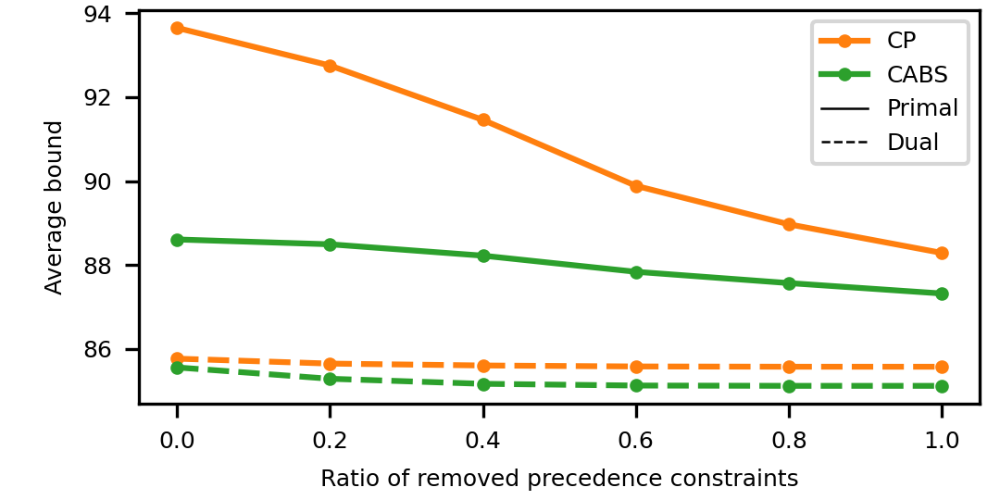 94
92
90
88
86
Average bound
CP
CABS
Primal
Dual
0.0 0.2 0.4 0.6 0.8 1.0
Ratio of removed precedence constraints